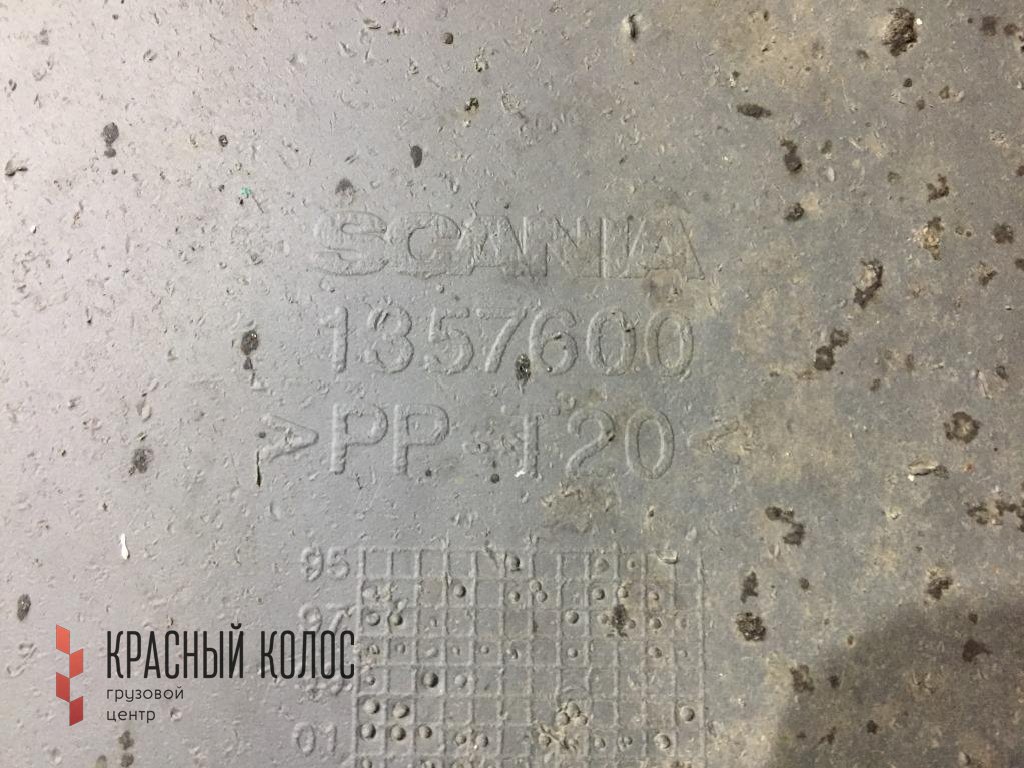 SCANIA
1357600
>PP-T20<
95
97
01
КРАСНЫЙ КОЛОС
грузовой
центр